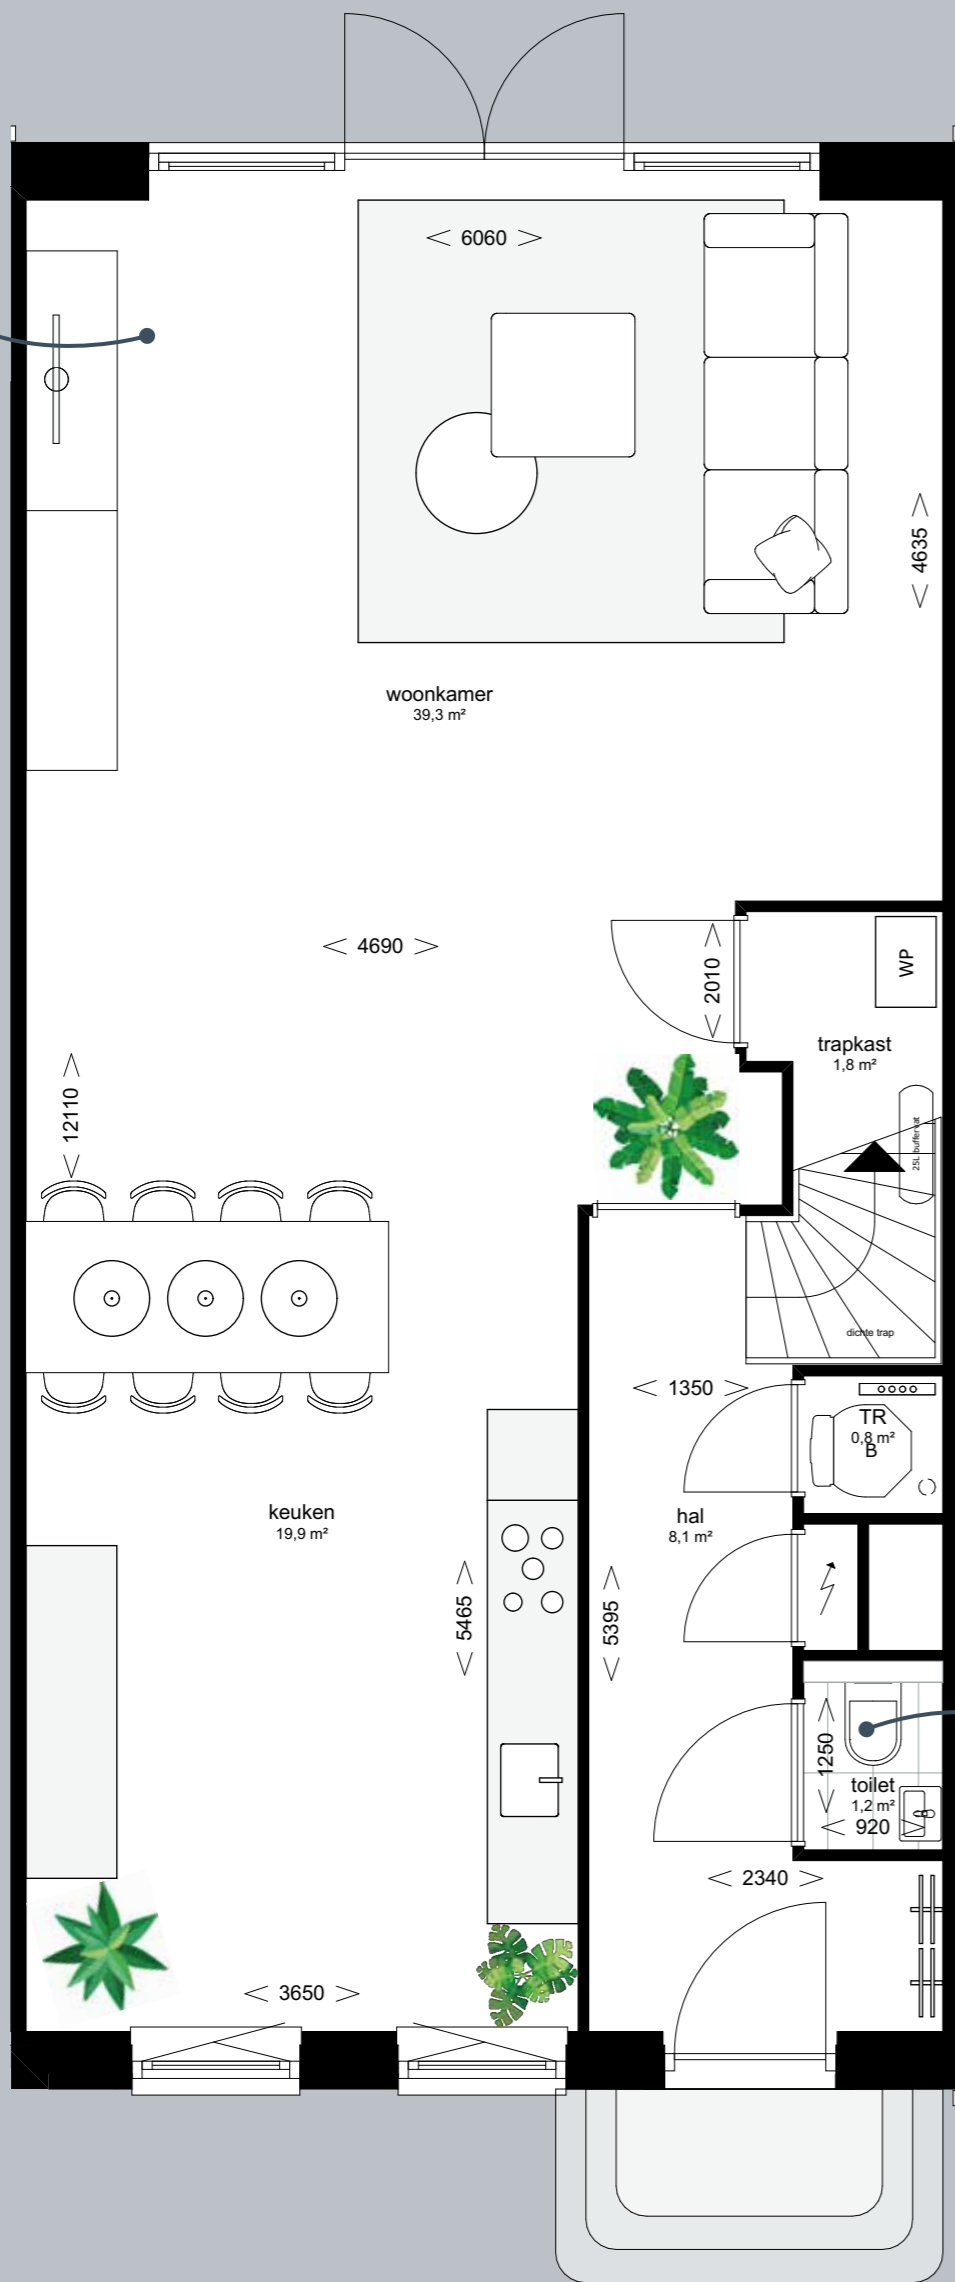 6060
4635
woonkamer
39,3 m²
4690
2010
WP
trapkast
1,8 m²
12110
25L buffervat
dichte trap
1350
TR
0,8 m²
B
keuken
19,9 m²
hal
8,1 m²
5465
5395
1250
toilet
1,2 m²
920
2340
3650